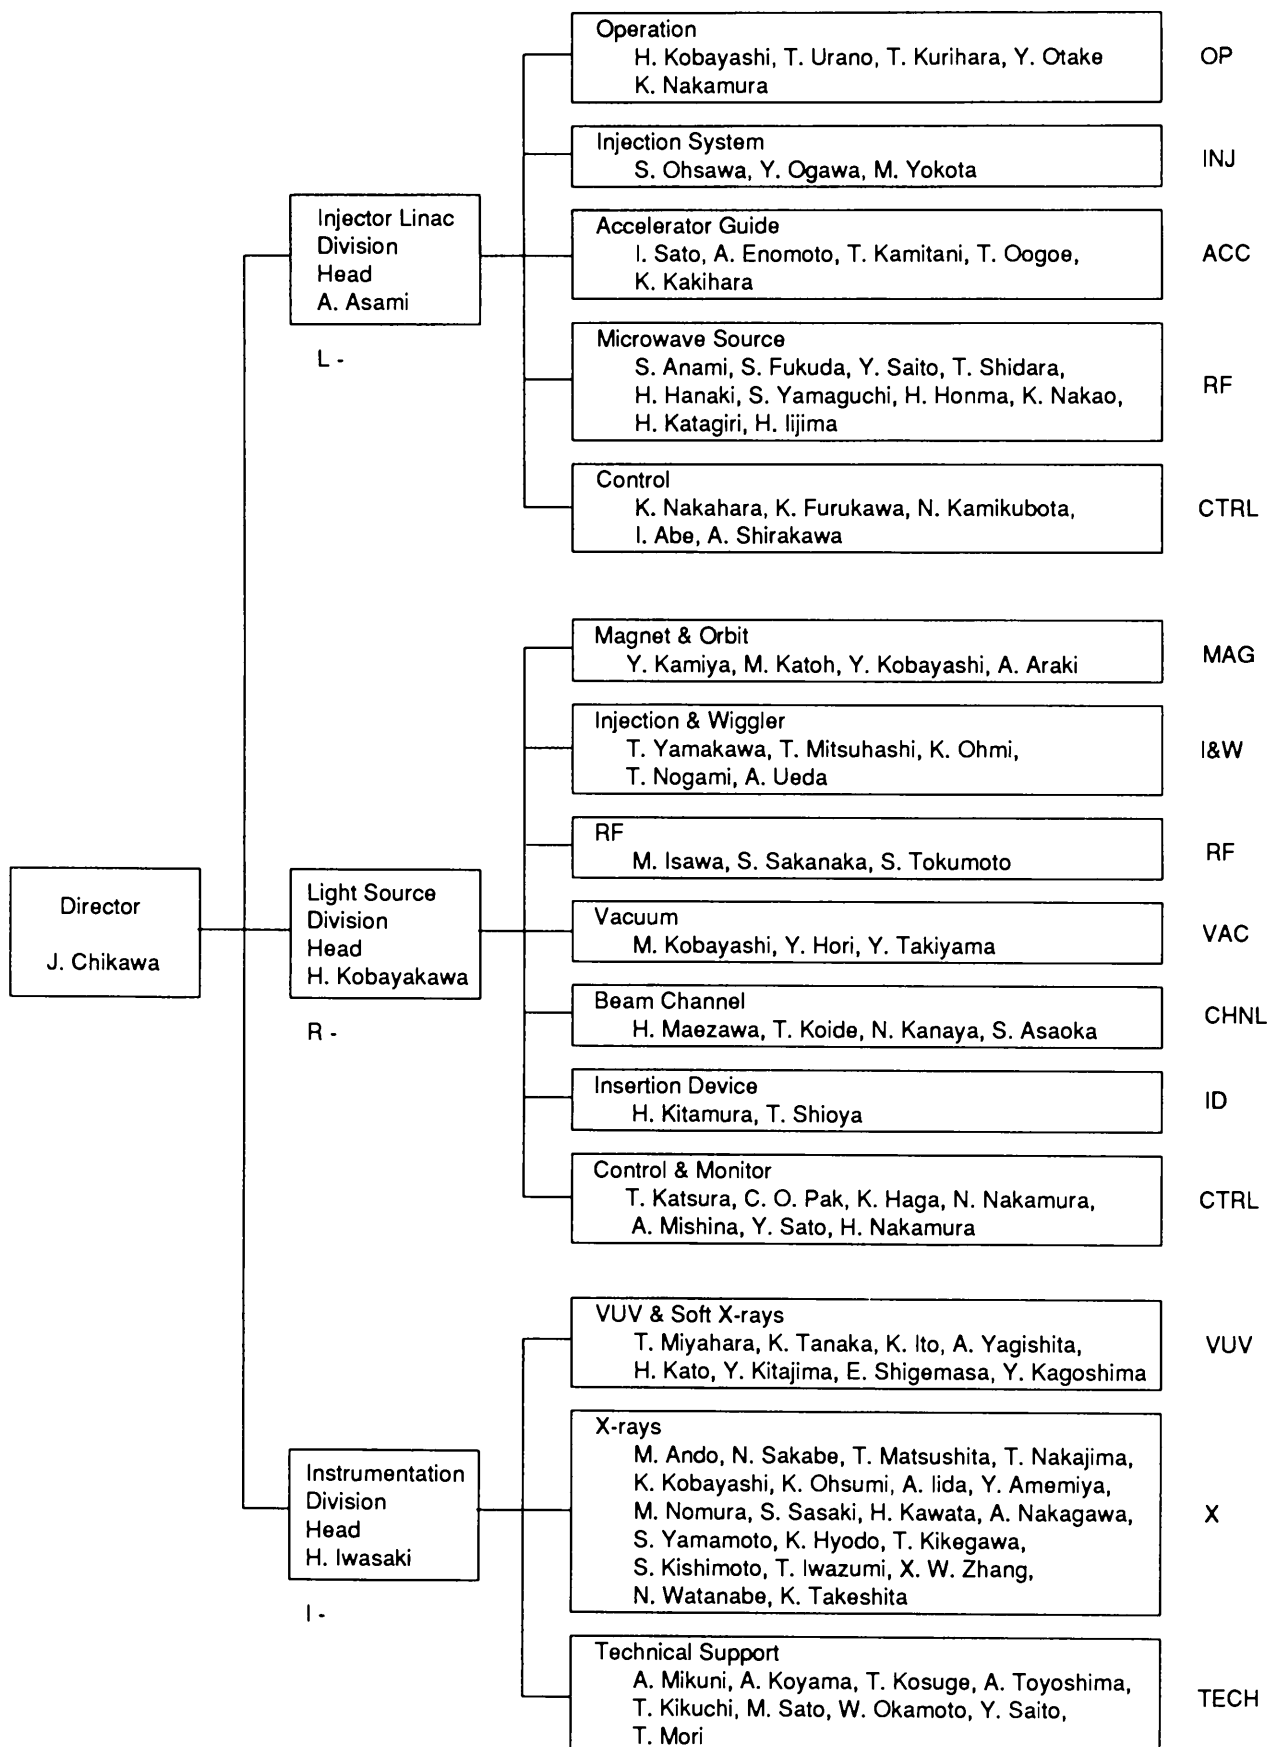 Director
J. Chikawa
Injector Linac
Division
Head
A. Asami
L -
Operation
H. Kobayashi, T. Urano, T. Kurihara, Y. Otake
K. Nakamura
OP
Injection System
S. Ohsawa, Y. Ogawa, M. Yokota
INJ
Accelerator Guide
I. Sato, A. Enomoto, T. Kamitani, T. Oogoe,
K. Kakihara
ACC
Microwave Source
S. Anami, S. Fukuda, Y. Saito, T. Shidara,
H. Hanaki, S. Yamaguchi, H. Honma, K. Nakao,
H. Katagiri, H. Iijima
RF
Control
K. Nakahara, K. Furukawa, N. Kamikubota,
I. Abe, A. Shirakawa
CTRL
Light Source
Division
Head
H. Kobayakawa
R -
Magnet & Orbit
Y. Kamiya, M. Katoh, Y. Kobayashi, A. Araki
MAG
Injection & Wiggler
T. Yamakawa, T. Mitsuhashi, K. Ohmi,
T. Nogami, A. Ueda
I&W
RF
M. Isawa, S. Sakanaka, S. Tokumoto
RF
Vacuum
M. Kobayashi, Y. Hori, Y. Takiyama
VAC
Beam Channel
H. Maezawa, T. Koide, N. Kanaya, S. Asaoka
CHNL
Insertion Device
H. Kitamura, T. Shioya
ID
Control & Monitor
T. Katsura, C. O. Pak, K. Haga, N. Nakamura,
A. Mishina, Y. Sato, H. Nakamura
CTRL
Instrumentation
Division
Head
H. Iwasaki
I -
VUV & Soft X-rays
T. Miyahara, K. Tanaka, K. Ito, A. Yagishita,
H. Kato, Y. Kitajima, E. Shigemasa, Y. Kagoshima
VUV
X-rays
M. Ando, N. Sakabe, T. Matsushita, T. Nakajima,
K. Kobayashi, K. Ohsumi, A. Iida, Y. Amemiya,
M. Nomura, S. Sasaki, H. Kawata, A. Nakagawa,
S. Yamamoto, K. Hyodo, T. Kikegawa,
S. Kishimoto, T. Iwazumi, X. W. Zhang,
N. Watanabe, K. Takeshita
X
Technical Support
A. Mikuni, A. Koyama, T. Kosuge, A. Toyoshima,
T. Kikuchi, M. Sato, W. Okamoto, Y. Saito,
T. Mori
TECH